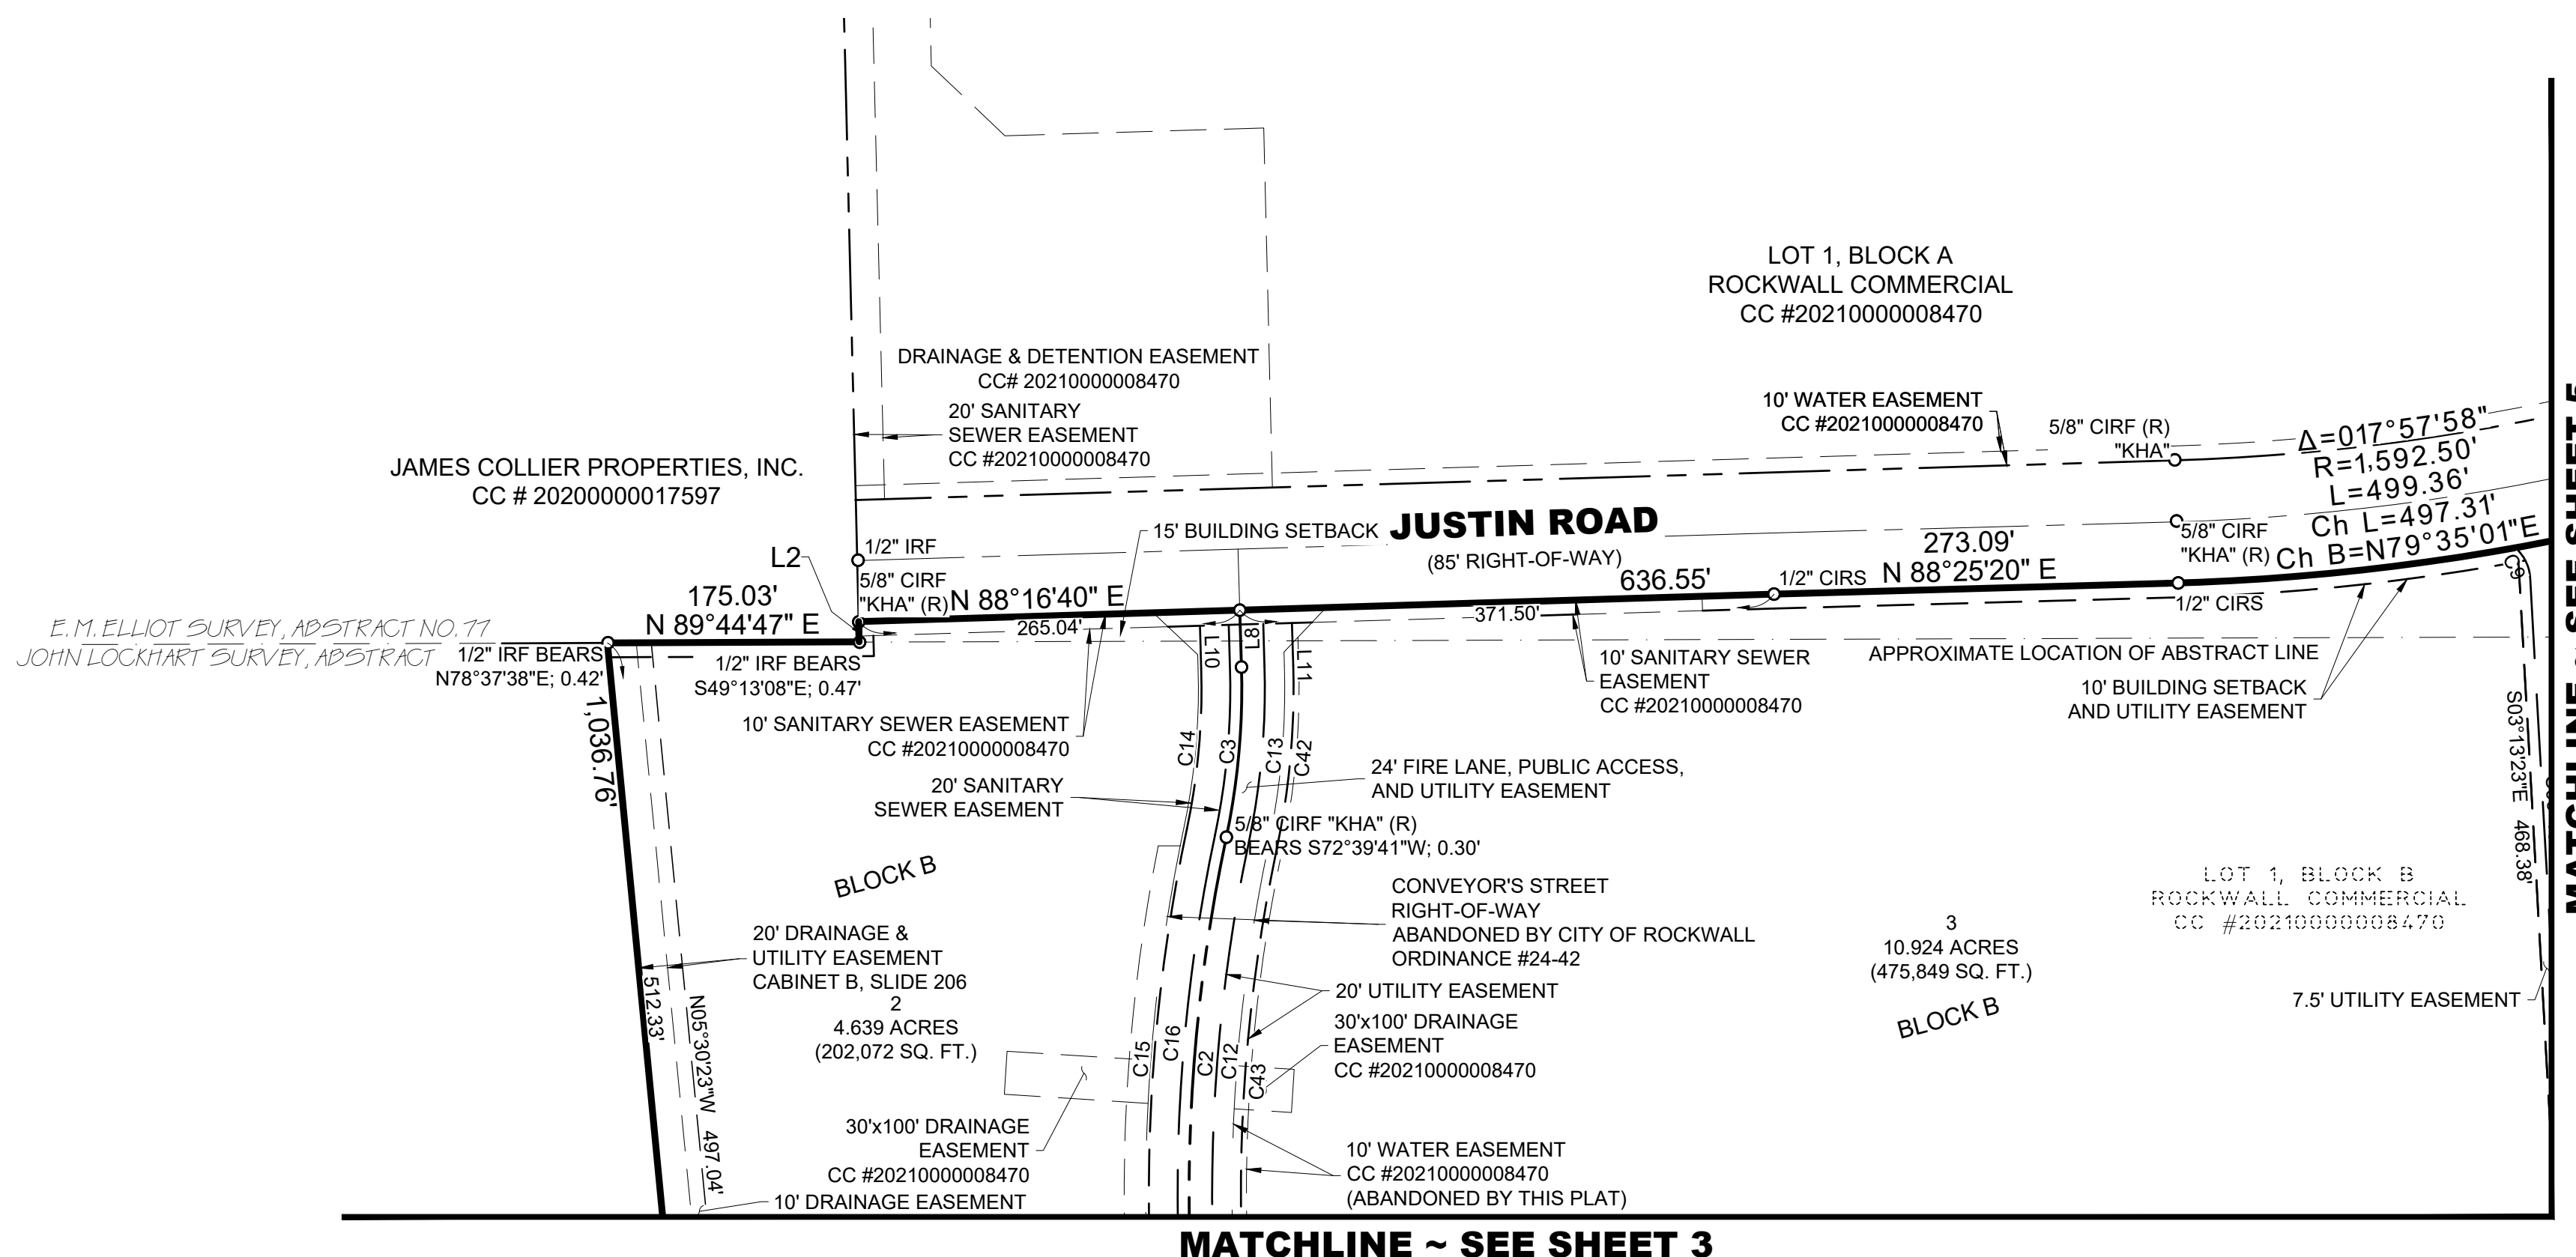 LOT 1, BLOCK A
ROCKWALL COMMERCIAL
CC #20210000008470
DRAINAGE & DETENTION EASEMENT
CC# 20210000008470
20' SANITARY
SEWER EASEMENT
CC #20210000008470
10' WATER EASEMENT
CC #20210000008470
5/8" CIRF (R)
"KHA"
Δ=017°57'58"
R=1,592.50'
L=499.36'
Ch L=497.31'
Ch B=N79°35'01"E
JAMES COLLIER PROPERTIES, INC.
CC # 20200000017597
15' BUILDING SETBACK
JUSTIN ROAD
(85' RIGHT-OF-WAY)
1/2" IRF
L2
5/8" CIRF
"KHA" (R)
N 88°16'40" E
265.04'
636.55'
371.50'
1/2" CIRS
273.09'
N 88°25'20" E
5/8" CIRF
"KHA" (R)
1/2" CIRS
C9
175.03'
N 89°44'47" E
E.M.ELLIOT SURVEY, ABSTRACT NO. 77
JOHN LOCKHART SURVEY, ABSTRACT
1/2" IRF BEARS
N78°37'38"E; 0.42'
1/2" IRF BEARS
S49°13'08"E; 0.47'
L10
L8
L11
10' SANITARY SEWER
EASEMENT
CC #20210000008470
APPROXIMATE LOCATION OF ABSTRACT LINE
10' BUILDING SETBACK
AND UTILITY EASEMENT
1,036.76'
10' SANITARY SEWER EASEMENT
CC #20210000008470
C14
C3
C13
C42
20' SANITARY
SEWER EASEMENT
24' FIRE LANE, PUBLIC ACCESS,
AND UTILITY EASEMENT
5/8" CIRF "KHA" (R)
BEARS S72°39'41"W; 0.30'
S03°13'23"E 468.38'
BLOCK B
CONVEYOR'S STREET
RIGHT-OF-WAY
ABANDONED BY CITY OF ROCKWALL
ORDINANCE #24-42
LOT 1, BLOCK B
ROCKWALL COMMERCIAL
CC #20210000008470
3
10.924 ACRES
(475,849 SQ. FT.)
BLOCK B
7.5' UTILITY EASEMENT
20' DRAINAGE &
UTILITY EASEMENT
CABINET B, SLIDE 206
2
4.639 ACRES
(202,072 SQ. FT.)
512.33'
N05°30'23"W 497.04'
20' UTILITY EASEMENT
30'x100' DRAINAGE
EASEMENT
CC #20210000008470
C15
C16
C2
C12
C43
30'x100' DRAINAGE
EASEMENT
CC #20210000008470
10' WATER EASEMENT
CC #20210000008470
(ABANDONED BY THIS PLAT)
10' DRAINAGE EASEMENT
MATCHLINE ~ SEE SHEET 3